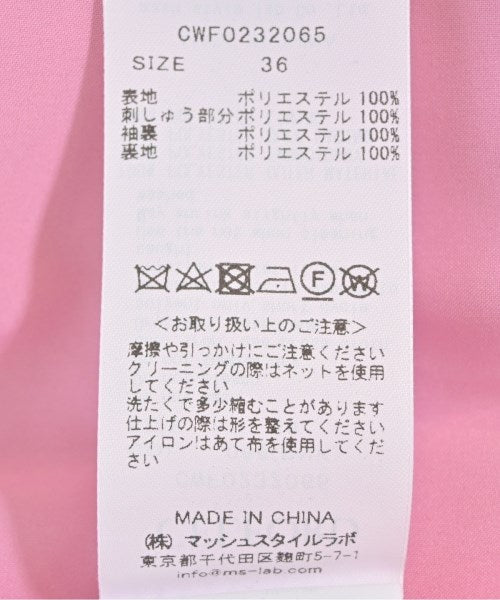 CWF0232065
SIZE 36
表地 ポリエステル 100%
刺しゅう部分 ポリエステル 100%
袖裏 ポリエステル 100%
裏地 ポリエステル 100%
F W
＜お取り扱い上のご注意＞
摩擦や引っかけにご注意ください
クリーニングの際はネットを使用
してください
洗たくで多少縮むことがあります
仕上げの際は形を整えてください
アイロンはあて布を使用してくだ
さい
MADE IN CHINA
(株) マッシュスタイルラボ
東京都千代田区麹町5-7-1
info@ms-lab.com